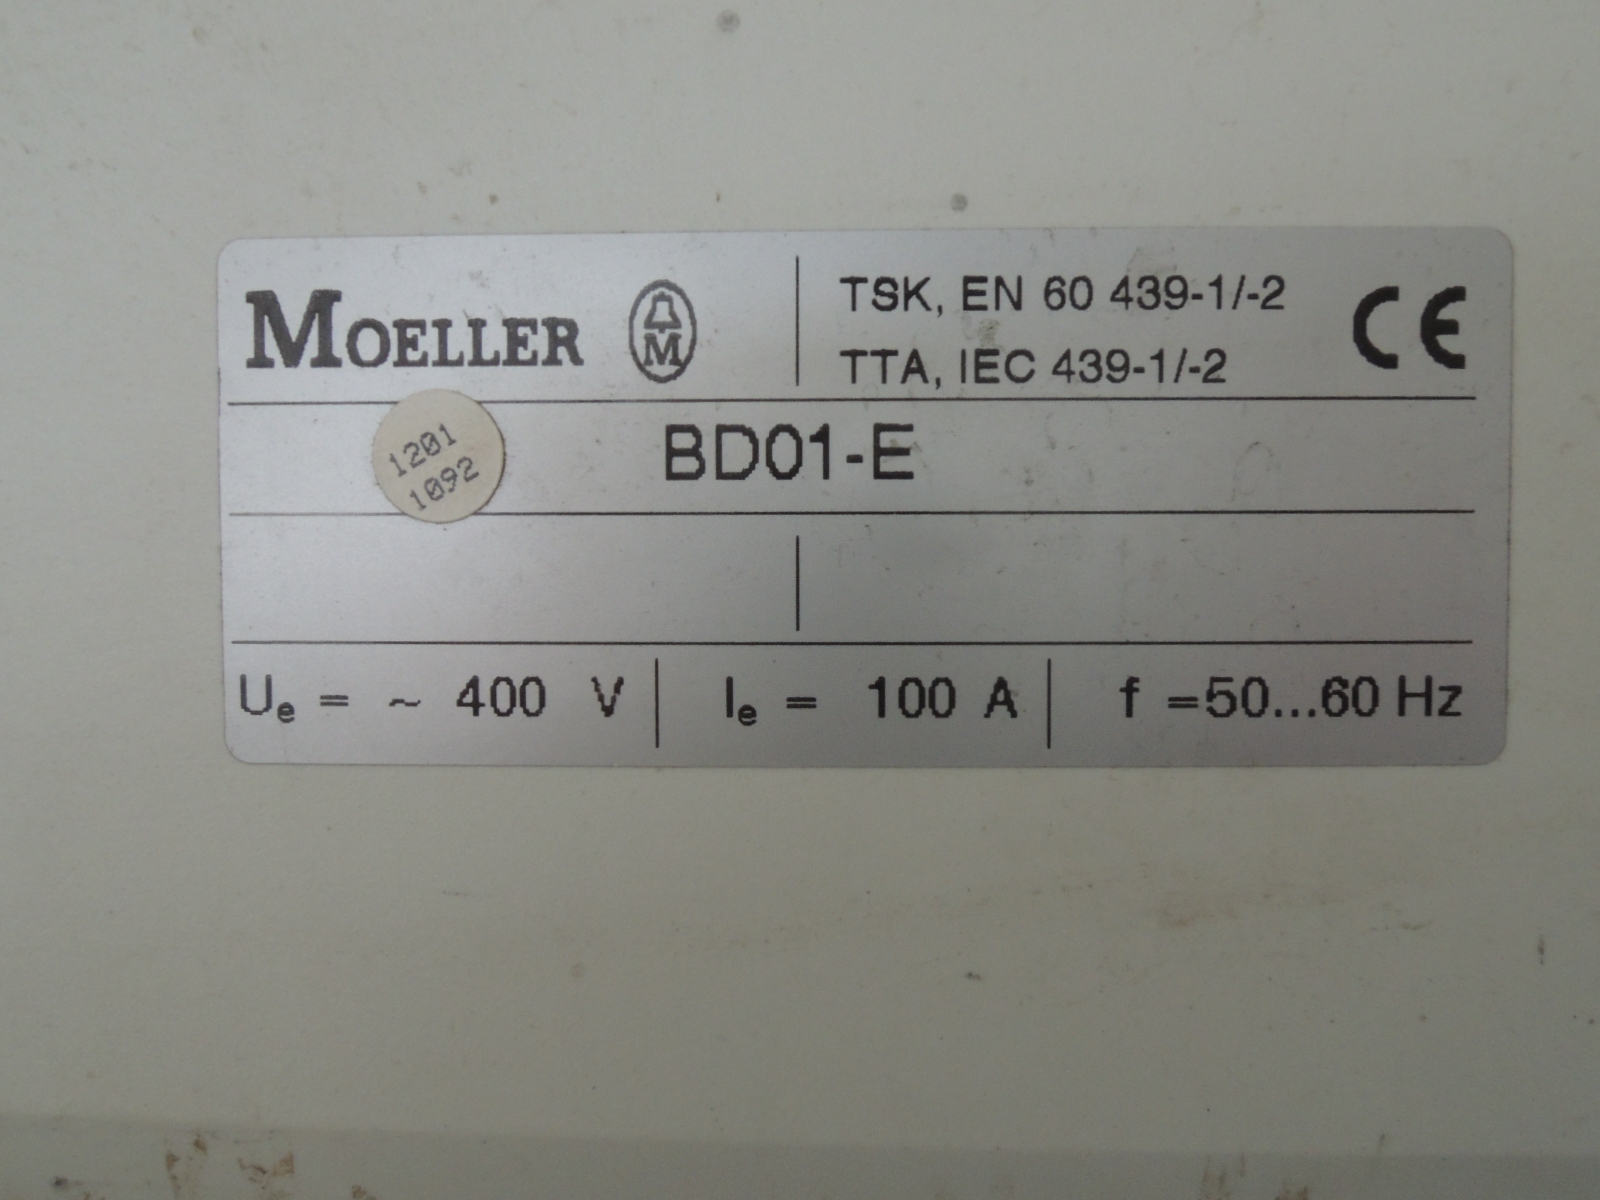 MOELLER
M
TSK, EN 60 439-1/-2
TTA, IEC 439-1/-2
CE
1201
1092
BD01-E
Ue = ~ 400 V
Ie = 100 A
f =50...60 Hz